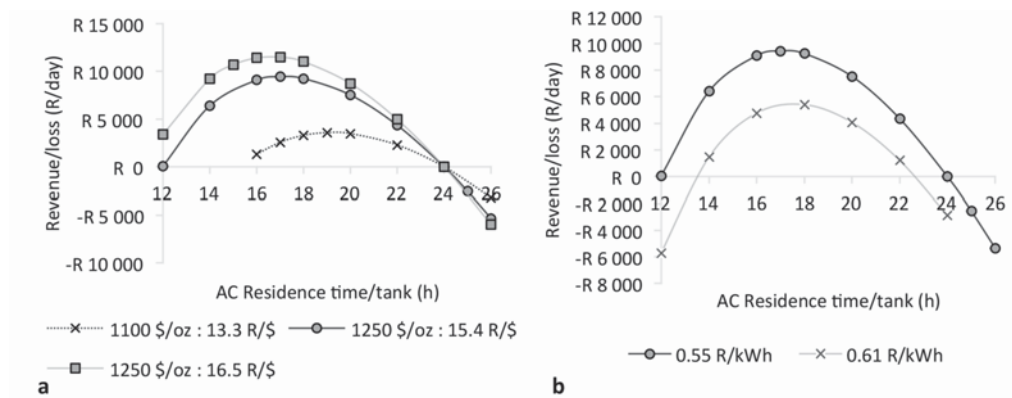 R 15 000
R 10 000
R 5 000
R 0
-R 5 000
-R 10 000
Revenue/loss (R/day)
12 14 16 18 20 22 24 26
AC Residence time/tank (h)
1100 $/oz : 13.3 R/$ 1250 $/oz : 15.4 R/$
1250 $/oz : 16.5 R/$
a
R 12 000
R 10 000
R 8 000
R 6 000
R 4 000
R 2 000
R 0
-R 2 000
-R 4 000
-R 6 000
-R 8 000
Revenue/loss (R/day)
12 14 16 18 20 22 24 26
AC Residence time/tank (h)
0.55 R/kWh 0.61 R/kWh
b